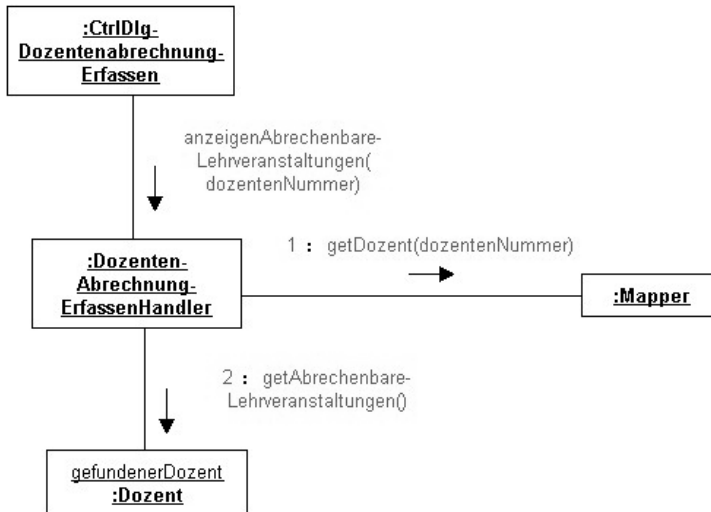 :CtrlDlg-
Dozentenabrechnung-
Erfassen
anzeigenAbrechenbare-
Lehrveranstaltungen(
dozentenNummer)
:Dozenten-
Abrechnung-
ErfassenHandler
1 : getDozent(dozentenNummer)
:Mapper
2 : getAbrechenbare-
Lehrveranstaltungen()
gefundenerDozent
:Dozent